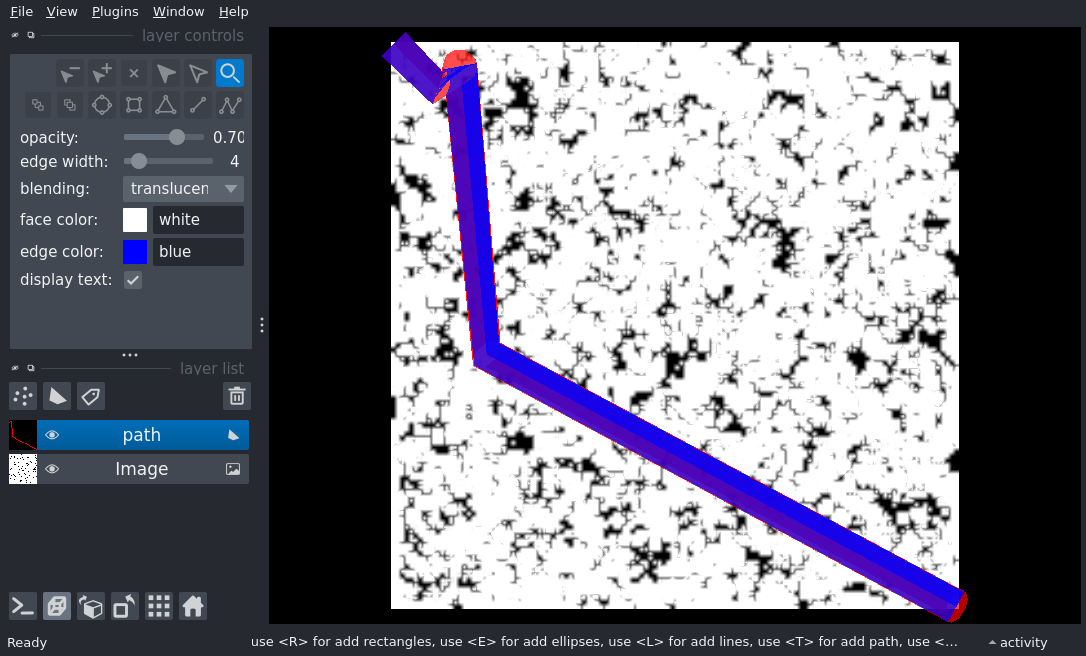 File View Plugins Window Help
layer controls
opacity: 0.70
edge width: 4
blending: translucen
face color: white
edge color: blue
display text:
layer list
path
Image
Ready use <R> for add rectangles, use <E> for add ellipses, use <L> for add lines, use <T> for add path, use <... activity